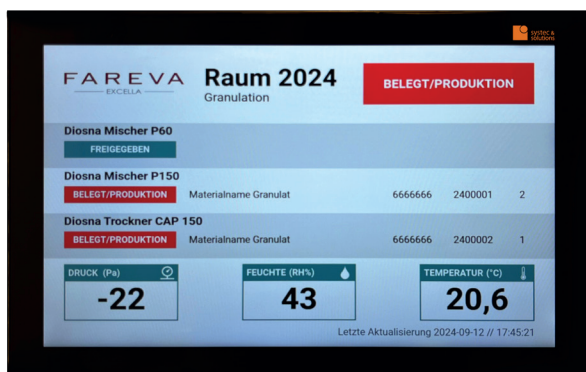 systec &
solutions
FAREVA
EXCELLA
Raum 2024
Granulation
BELEGT/PRODUKTION
Diosna Mischer P60
FREIGEGEBEN
Diosna Mischer P150
BELEGT/PRODUKTION Materialname Granulat 6666666 2400001 2
Diosna Trockner CAP 150
BELEGT/PRODUKTION Materialname Granulat 6666666 2400002 1
DRUCK (Pa) FEUCHTE (RH%) TEMPERATUR (°C)
-22 43 20,6
Letzte Aktualisierung 2024-09-12 // 17:45:21